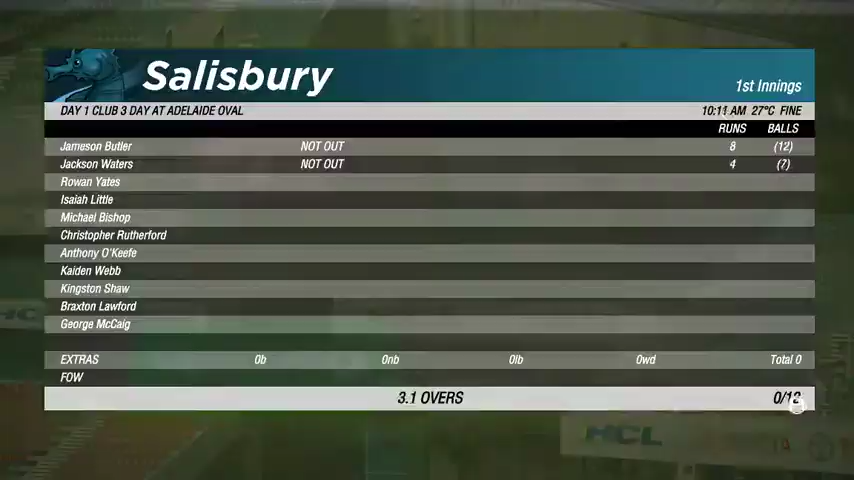 Salisbury
1st Innings
DAY 1 CLUB 3 DAY AT ADELAIDE OVAL 10:11 AM 27°C FINE
RUNS BALLS
Jameson Butler NOT OUT 8 (12)
Jackson Waters NOT OUT 4 (7)
Rowan Yates
Isaiah Little
Michael Bishop
Christopher Rutherford
Anthony O'Keefe
Kaiden Webb
Kingston Shaw
Braxton Lawford
George McCaig
EXTRAS 0b 0nb 0lb 0wd Total 0
FOW
3.1 OVERS 0/12
HCL